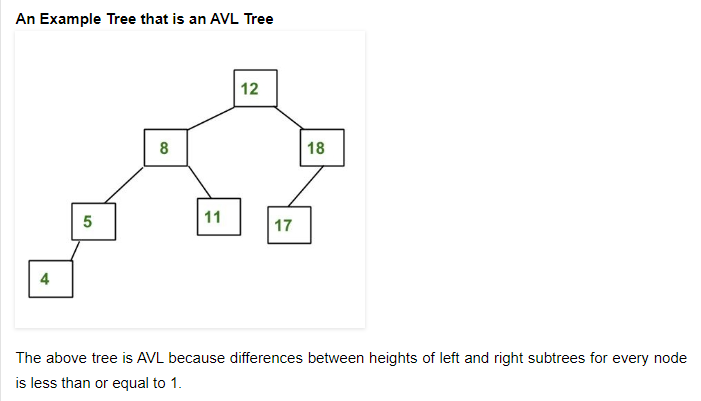 An Example Tree that is an AVL Tree
12
8
18
5
11
17
4
The above tree is AVL because differences between heights of left and right subtrees for every node
is less than or equal to 1.